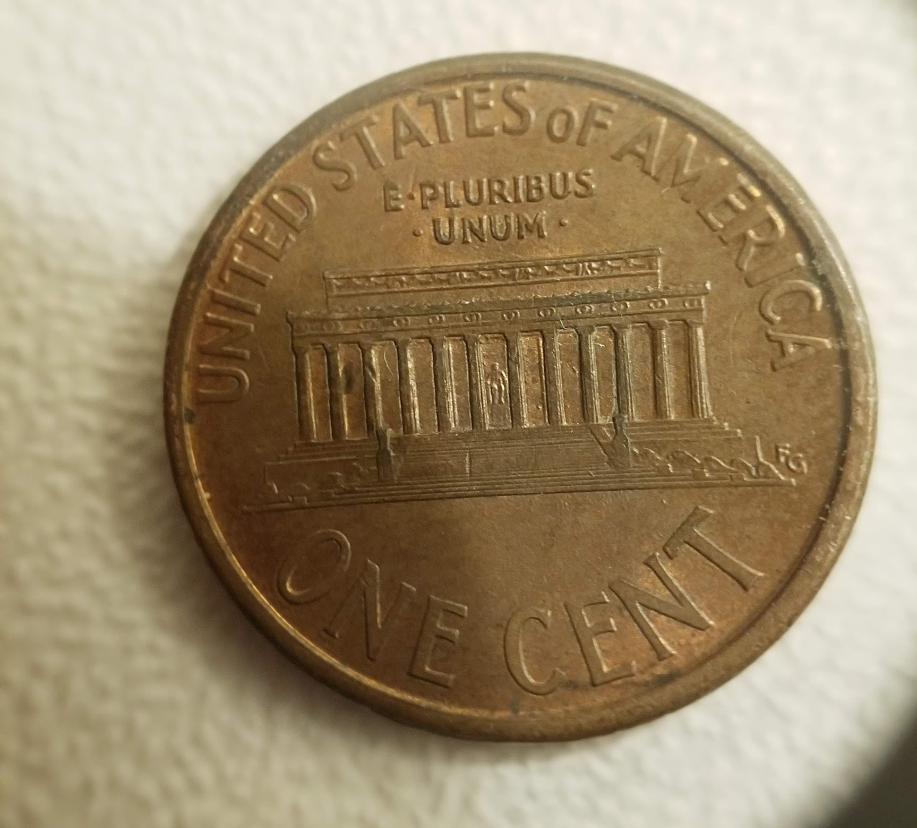 UNITED STATES OF AMERICA
E·PLURIBUS
·UNUM·
FG
ONE CENT